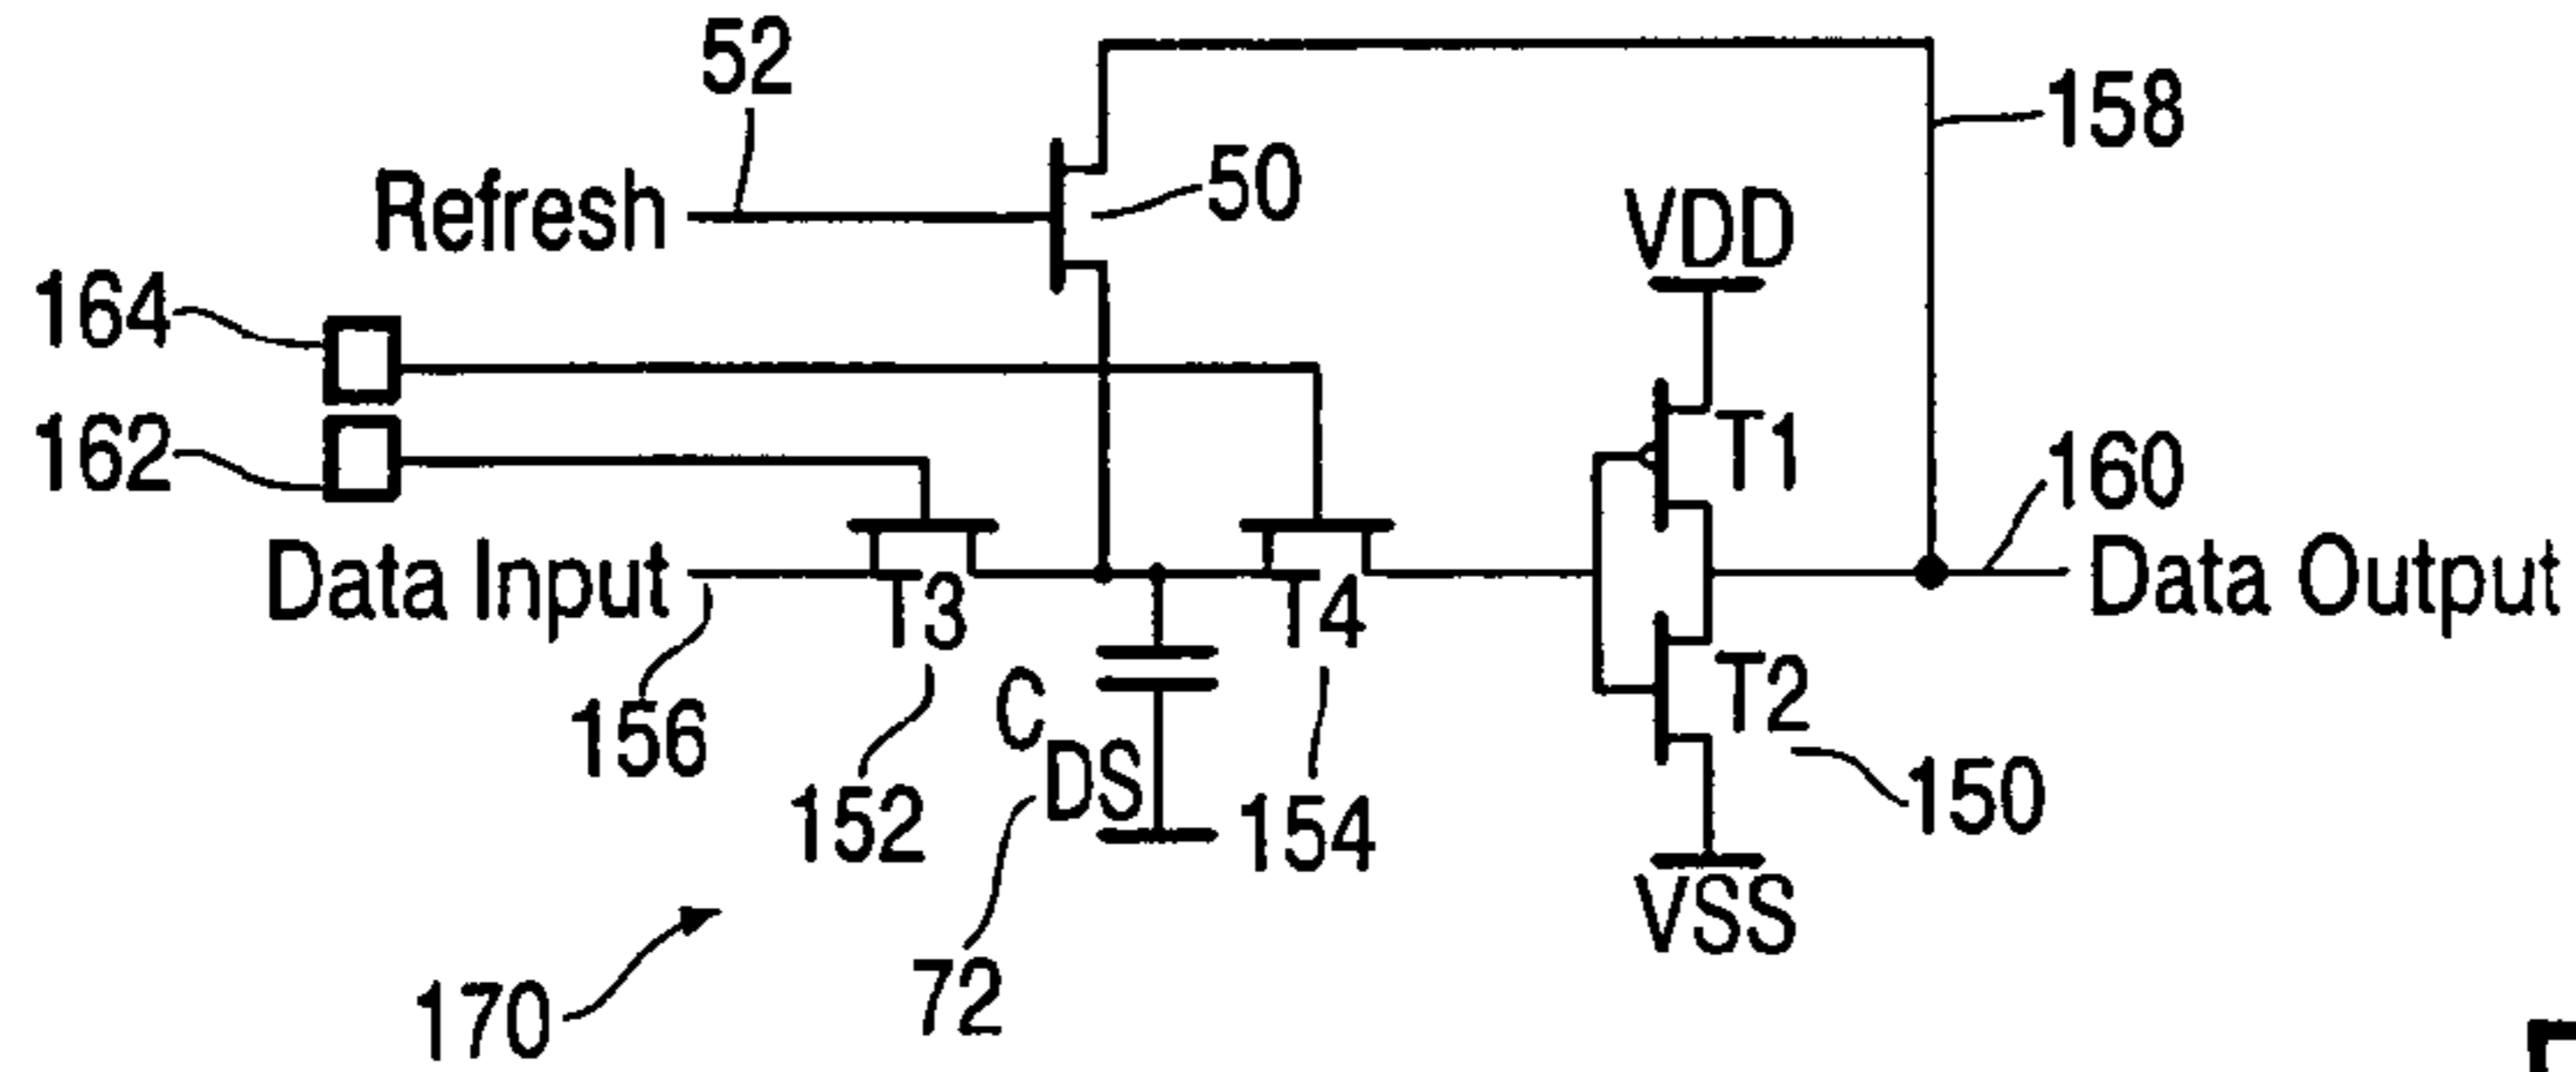 52
158
Refresh
50
VDD
164
T1
162
160
Data Input
T3
T4
Data Output
C
DS
T2
156
152
154
150
VSS
72
170